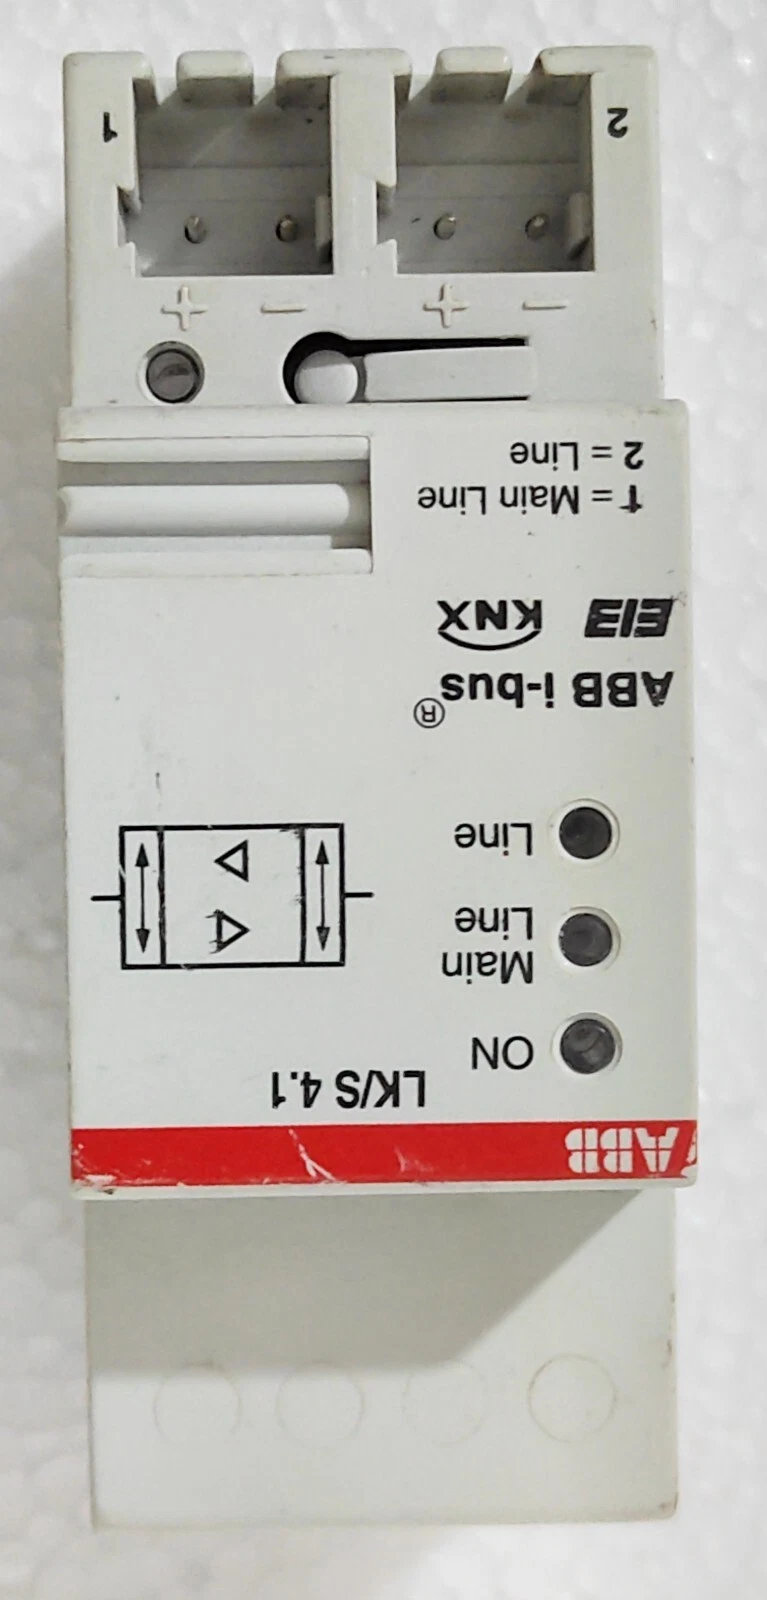 ABB
LK/S 4.1
ON
Main
Line
Line
ABB i-bus®
EIB KNX
1 = Main Line
2 = Line
− + − +
2 1